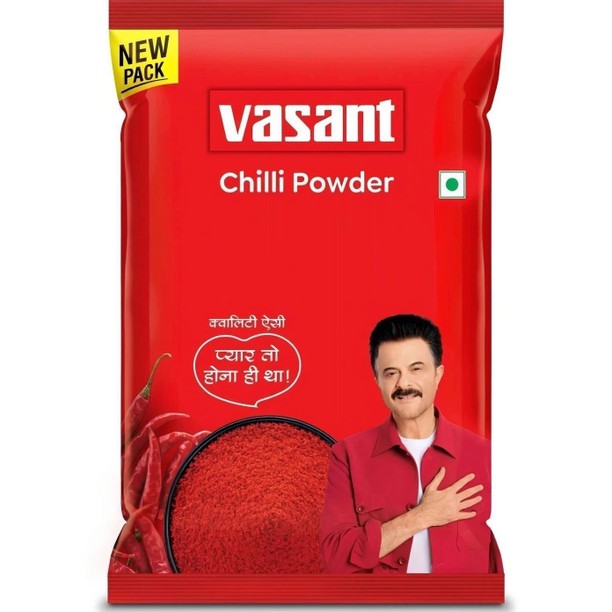 NEW
PACK
vasant
Chilli Powder
क्वालिटी ऐसी
प्यार तो
होना ही था!